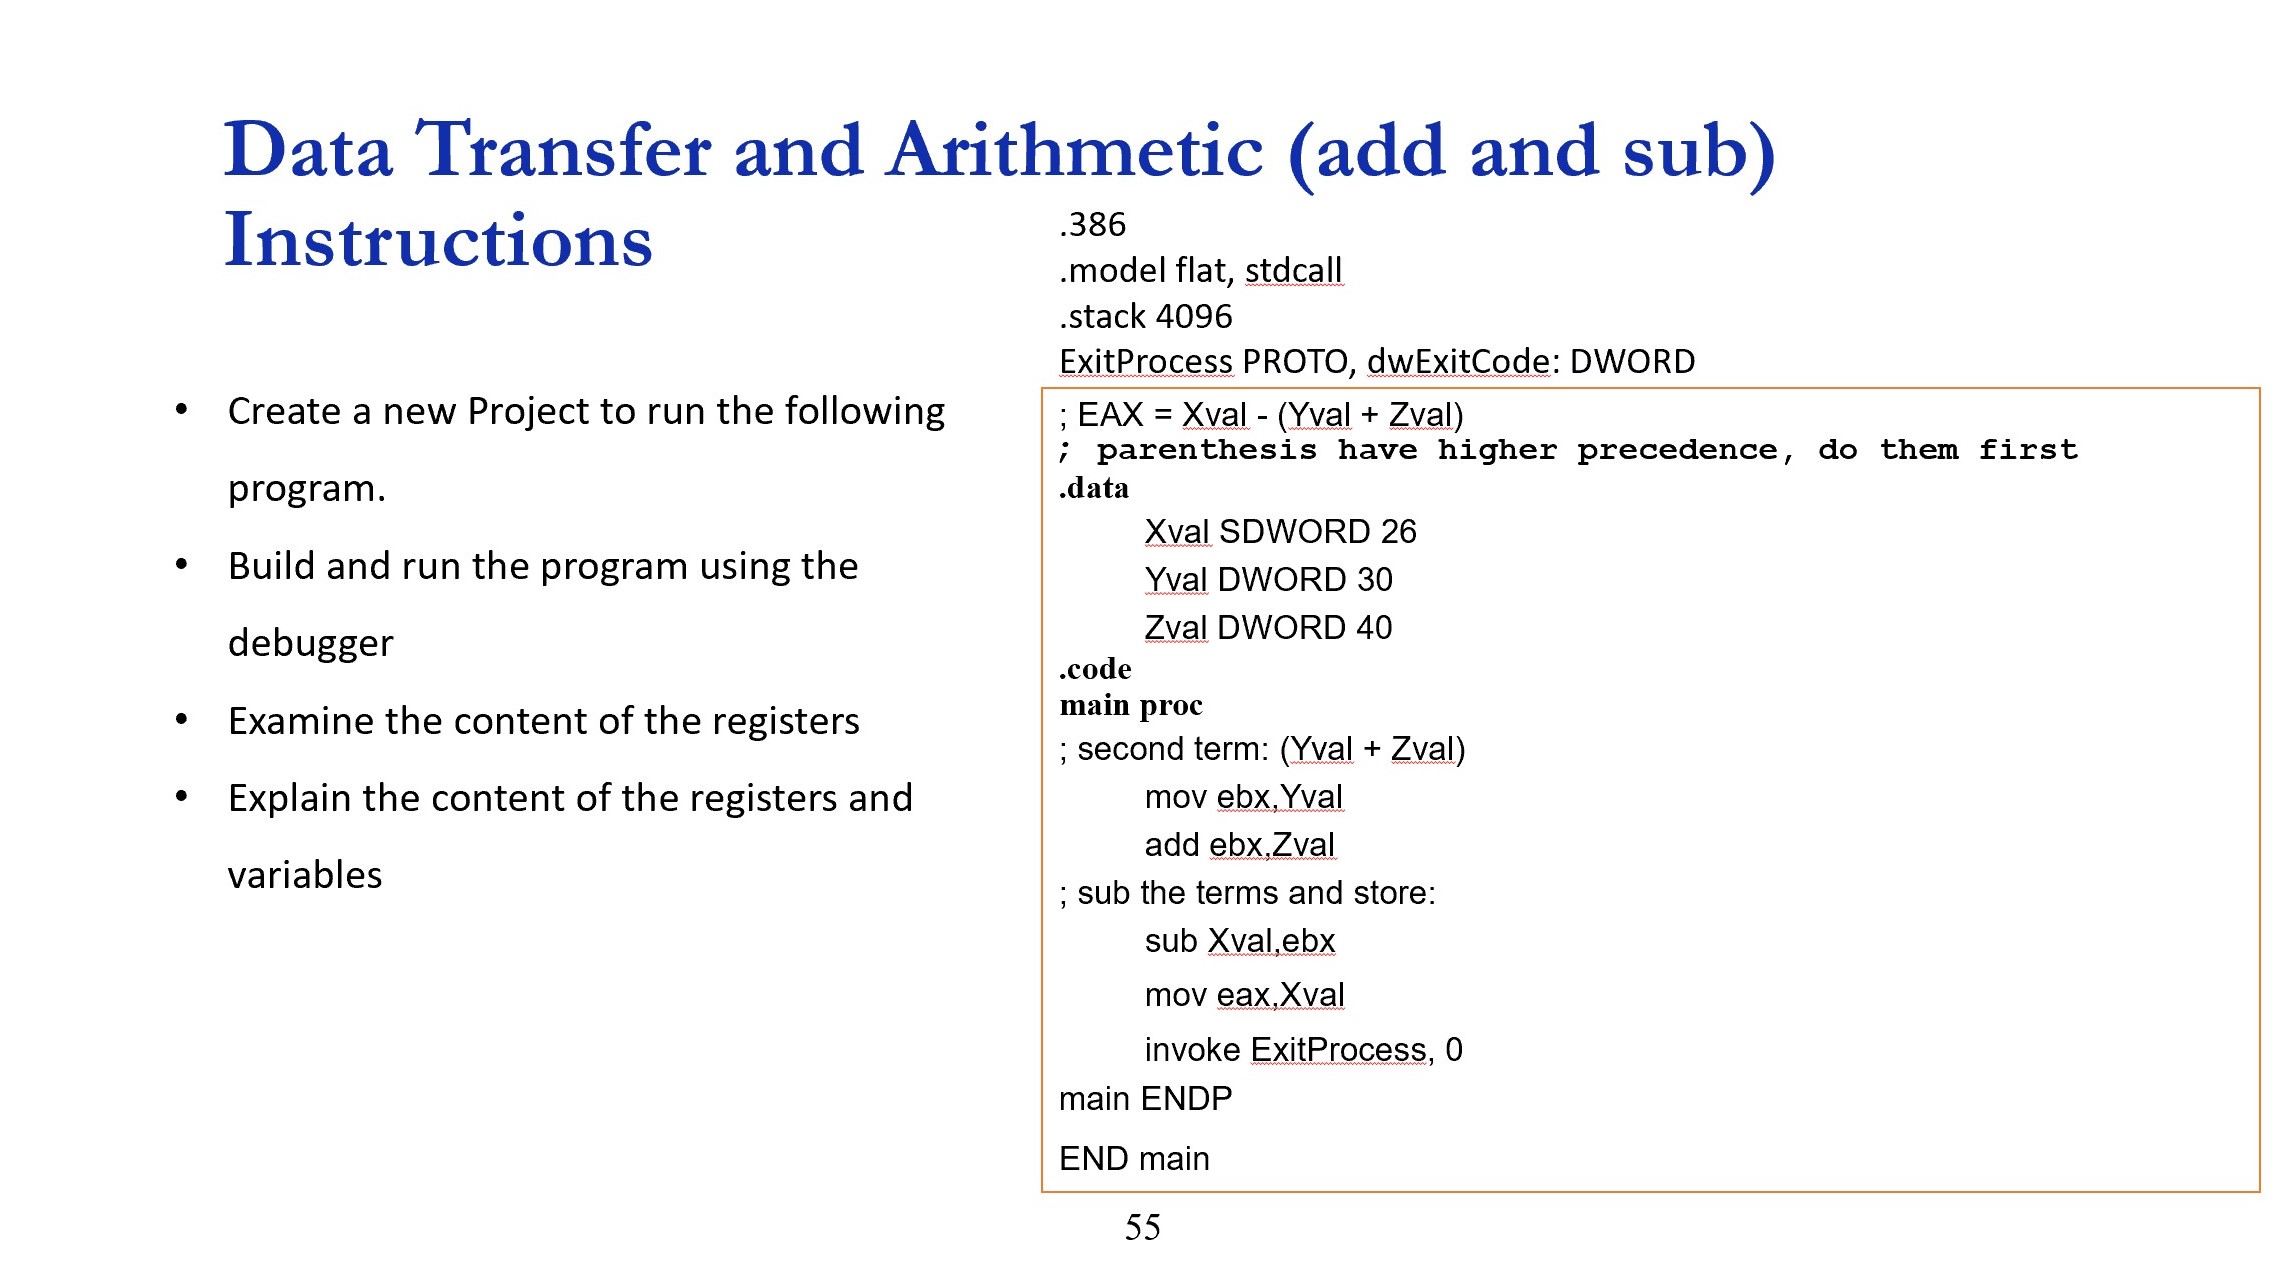 Data Transfer and Arithmetic (add and sub)
Instructions
• Create a new Project to run the following
program.
• Build and run the program using the
debugger
• Examine the content of the registers
• Explain the content of the registers and
variables
.386
.model flat, stdcall
.stack 4096
ExitProcess PROTO, dwExitCode: DWORD
; EAX = Xval - (Yval + Zval)
; parenthesis have higher precedence, do them first
.data
Xval SDWORD 26
Yval DWORD 30
Zval DWORD 40
.code
main proc
; second term: (Yval + Zval)
mov ebx,Yval
add ebx,Zval
; sub the terms and store:
sub Xval,ebx
mov eax,Xval
invoke ExitProcess, 0
main ENDP
END main
55